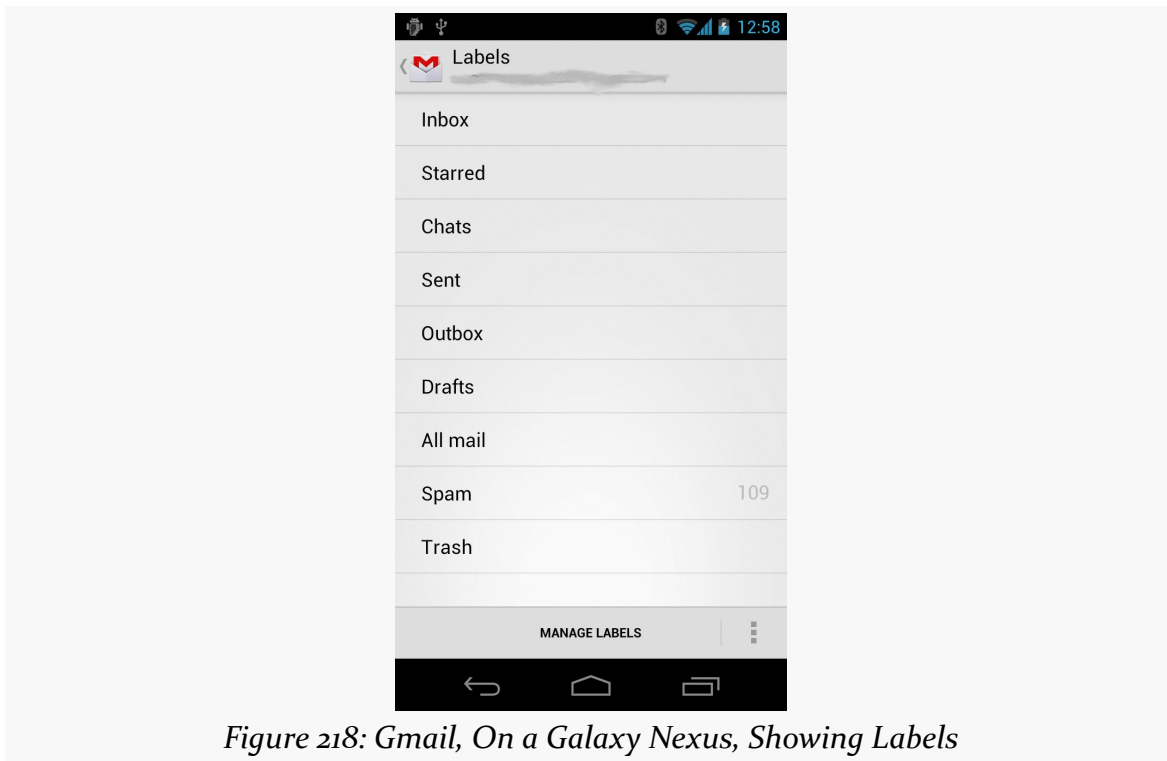 12:58
Labels
Inbox
Starred
Chats
Sent
Outbox
Drafts
All mail
Spam 109
Trash
MANAGE LABELS
Figure 218: Gmail, On a Galaxy Nexus, Showing Labels